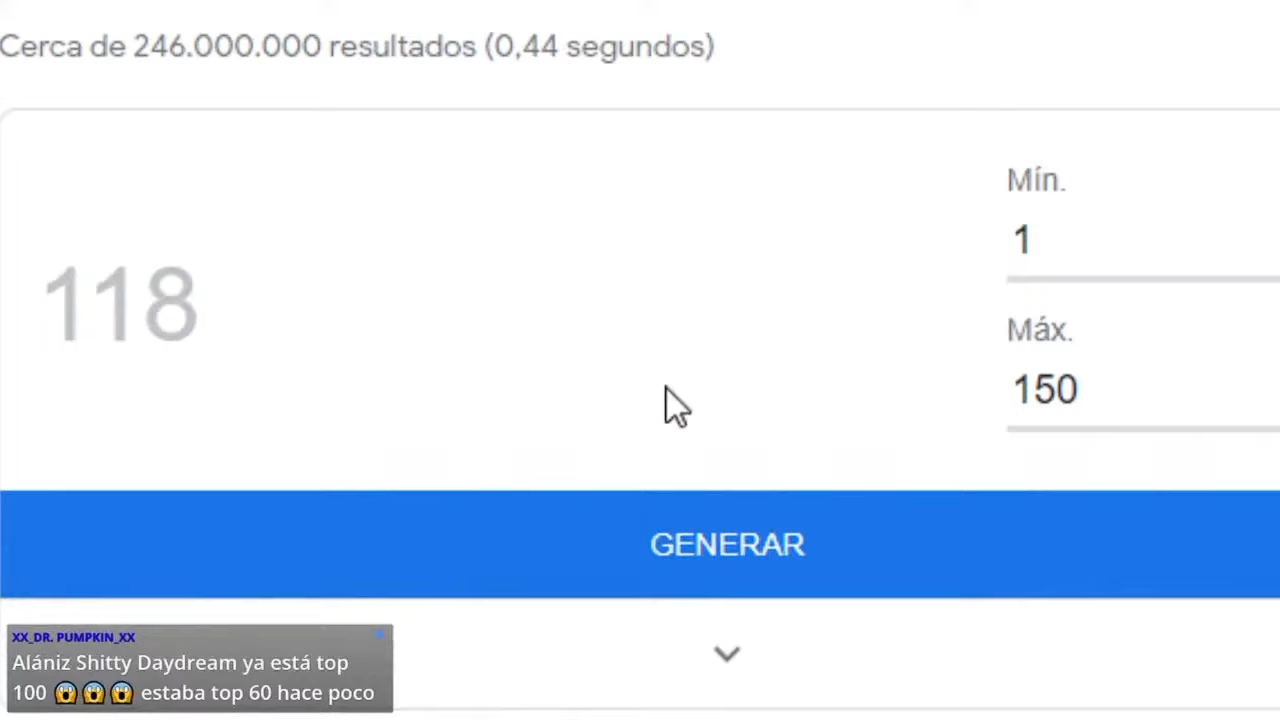 Cerca de 246.000.000 resultados (0,44 segundos)
Mín.
1
118
Máx.
150
GENERAR
XX_DR. PUMPKIN_XX
Alániz Shitty Daydream ya está top
100 😱😱😱 estaba top 60 hace poco